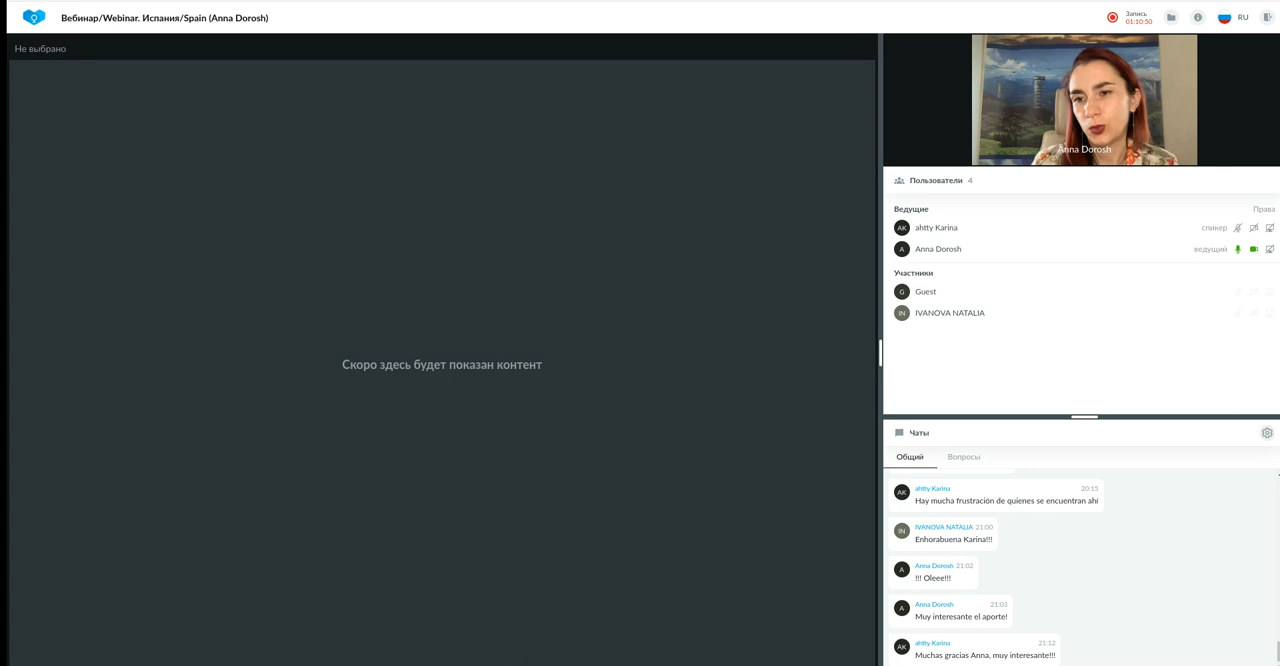 Вебинар/Webinar. Испания/Spain (Anna Dorosh)
Запись
01:10:50
RU
Не выбрано
Скоро здесь будет показан контент
Anna Dorosh
Пользователи 4
Ведущие Права
AK ahtty Karina спикер
A Anna Dorosh ведущий
Участники
G Guest
IN IVANOVA NATALIA
Чаты
Общий Вопросы
AK ahtty Karina 20:15
Hay mucha frustración de quienes se encuentran ahí
IN IVANOVA NATALIA 21:00
Enhorabuena Karina!!!
A Anna Dorosh 21:02
!!! Oleee!!!
A Anna Dorosh 21:03
Muy interesante el aporte!
AK ahtty Karina 21:12
Muchas gracias Anna, muy interesante!!!